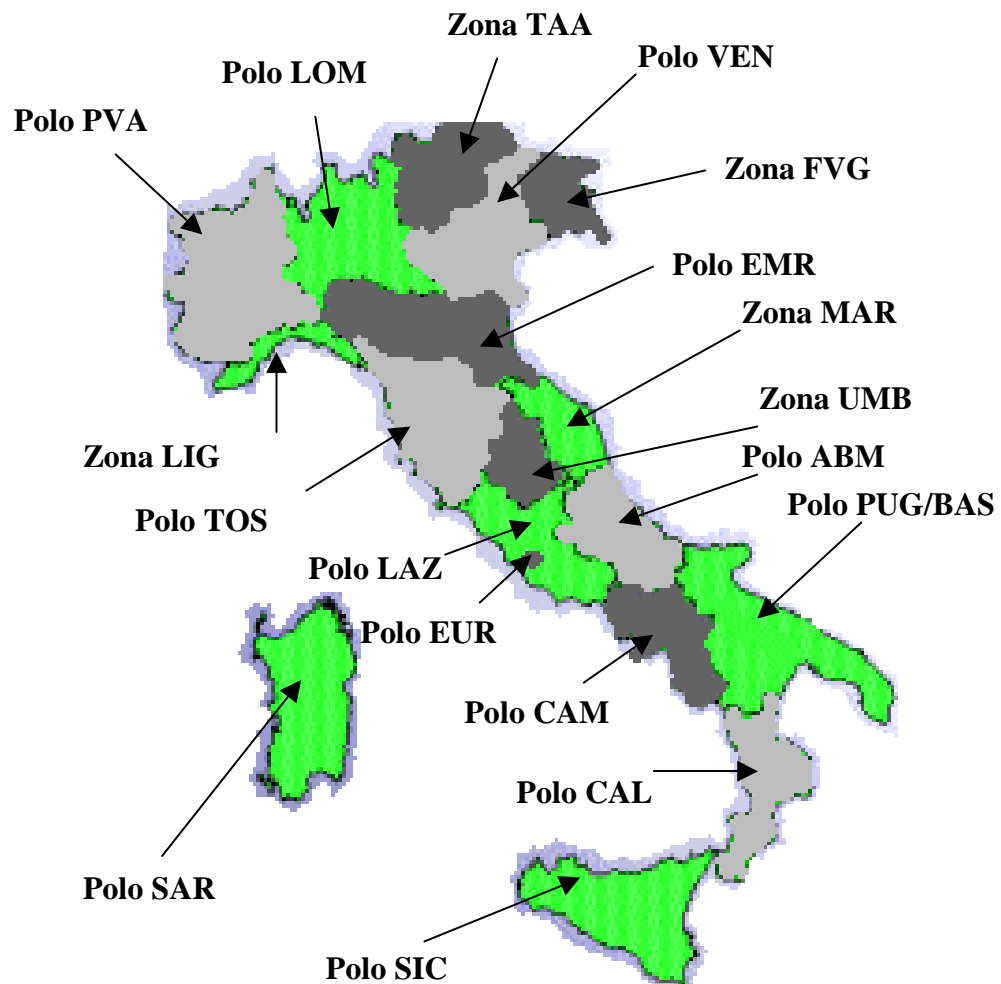 Zona TAA
Polo VEN
Polo LOM
Polo PVA
Zona FVG
Polo EMR
Zona MAR
Zona UMB
Zona LIG
Polo ABM
Polo PUG/BAS
Polo TOS
Polo LAZ
Polo EUR
Polo CAM
Polo CAL
Polo SAR
Polo SIC